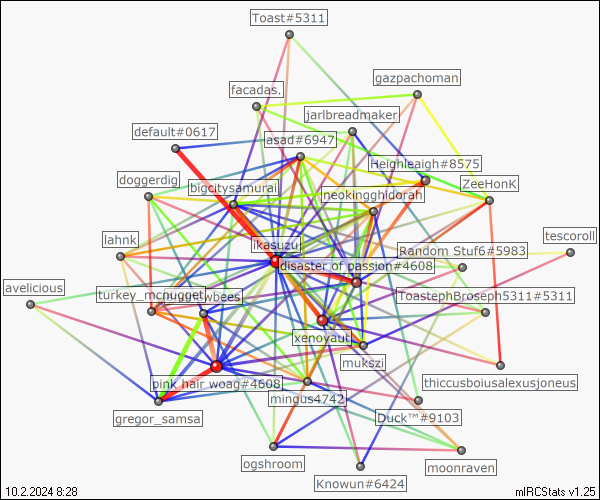 Toast#5311
gazpachoman
facadas.
jarlbreadmaker
default#0617
asad#6947
Heighleaigh#8575
doggerdig
bigcitysamurai
neokingghidorah
ZeeHonK
lahnk
ikasuzu
Random_Stuf6#5983
tescoroll
disaster of passion#4608
avelicious
turkey_mcnugget
wbees
ToastephBroseph5311#5311
xenoyaut
mukszi
pink hair woag#4608
thiccusboiusalexusjoneus
mingus4742
gregor_samsa
Duck™#9103
ogshroom
moonraven
Knowun#6424
10.2.2024 8:28
mIRCStats v1.25